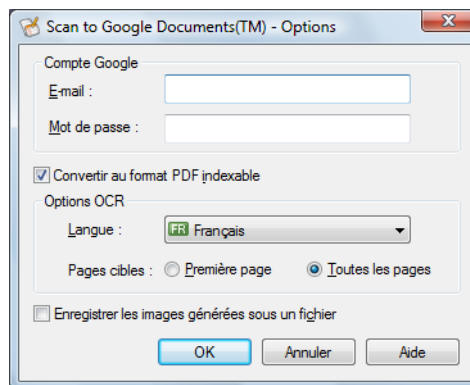 Scan to Google Documents(TM) - Options
Compte Google
E-mail :
Mot de passe :
Convertir au format PDF indexable
Options OCR
Langue : FR Français
Pages cibles : Première page Toutes les pages
Enregistrer les images générées sous un fichier
OK Annuler Aide